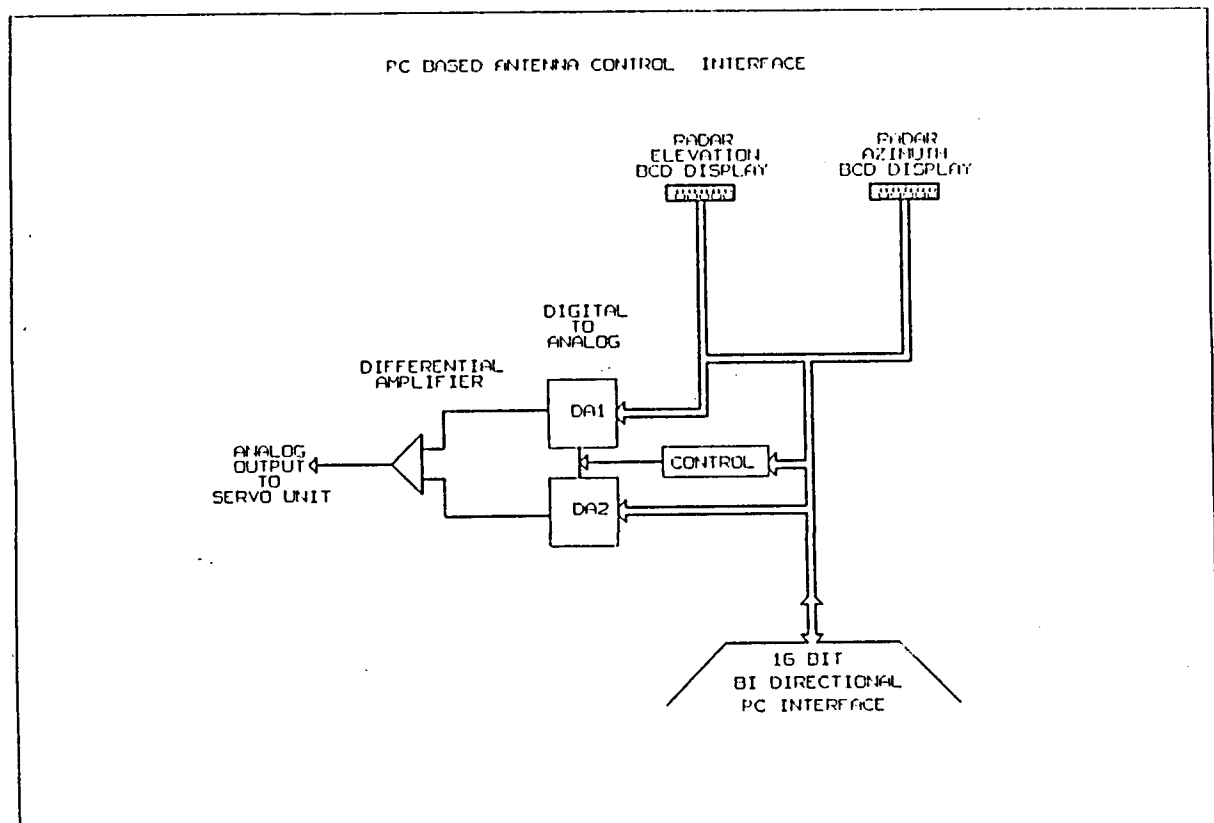 PC BASED ANTENNA CONTROL INTERFACE
RADAR
ELEVATION
BCD DISPLAY
RADAR
AZIMUTH
BCD DISPLAY
DIGITAL
TO
ANALOG
DIFFERENTIAL
AMPLIFIER
DA1
ANALOG
OUTPUT
TO
SERVO UNIT
CONTROL
DA2
16 BIT
BI DIRECTIONAL
PC INTERFACE